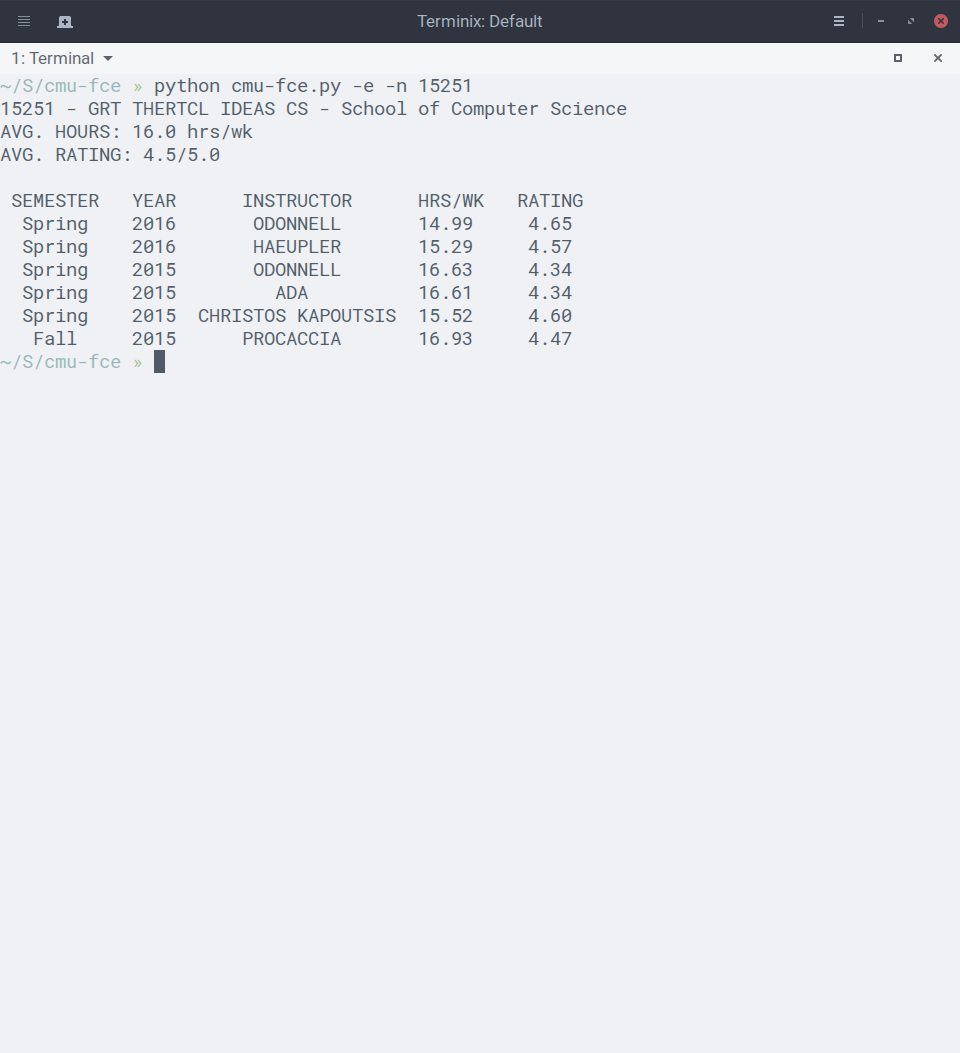 Terminix: Default
1: Terminal
~/S/cmu-fce » python cmu-fce.py -e -n 15251
15251 - GRT THERTCL IDEAS CS - School of Computer Science
AVG. HOURS: 16.0 hrs/wk
AVG. RATING: 4.5/5.0
SEMESTER YEAR INSTRUCTOR HRS/WK RATING
Spring 2016 ODONNELL 14.99 4.65
Spring 2016 HAEUPLER 15.29 4.57
Spring 2015 ODONNELL 16.63 4.34
Spring 2015 ADA 16.61 4.34
Spring 2015 CHRISTOS KAPOUTSIS 15.52 4.60
Fall 2015 PROCACCIA 16.93 4.47
~/S/cmu-fce »